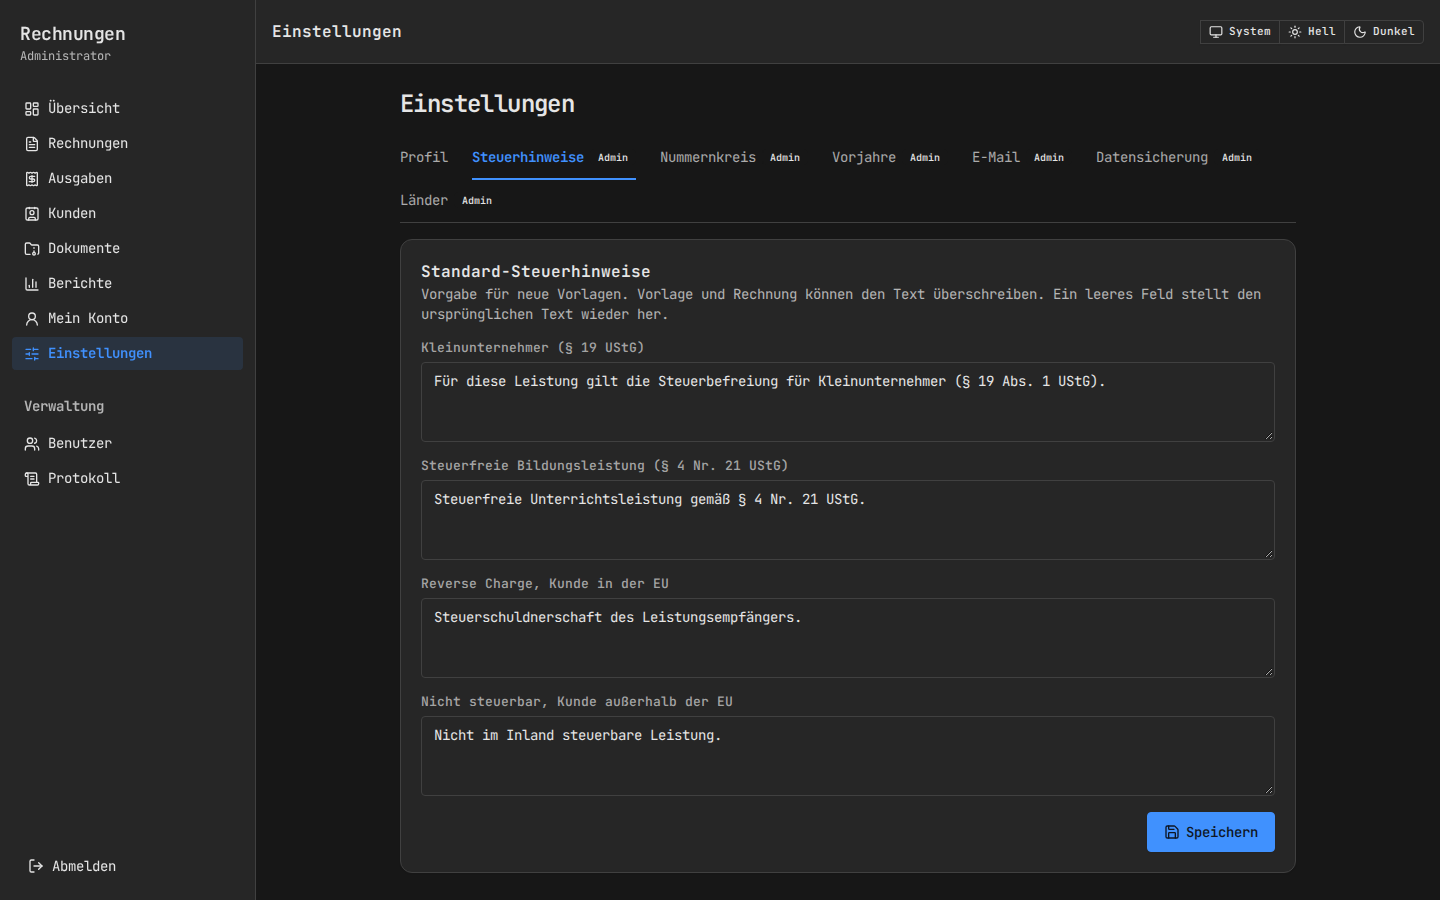 Rechnungen
Administrator
Übersicht
Rechnungen
Ausgaben
Kunden
Dokumente
Berichte
Mein Konto
Einstellungen
Verwaltung
Benutzer
Protokoll
Abmelden
Einstellungen
System Hell Dunkel
Einstellungen
Profil Steuerhinweise Admin Nummernkreis Admin Vorjahre Admin E-Mail Admin Datensicherung Admin
Länder Admin
Standard-Steuerhinweise
Vorgabe für neue Vorlagen. Vorlage und Rechnung können den Text überschreiben. Ein leeres Feld stellt den
ursprünglichen Text wieder her.
Kleinunternehmer (§ 19 UStG)
Für diese Leistung gilt die Steuerbefreiung für Kleinunternehmer (§ 19 Abs. 1 UStG).
Steuerfreie Bildungsleistung (§ 4 Nr. 21 UStG)
Steuerfreie Unterrichtsleistung gemäß § 4 Nr. 21 UStG.
Reverse Charge, Kunde in der EU
Steuerschuldnerschaft des Leistungsempfängers.
Nicht steuerbar, Kunde außerhalb der EU
Nicht im Inland steuerbare Leistung.
Speichern